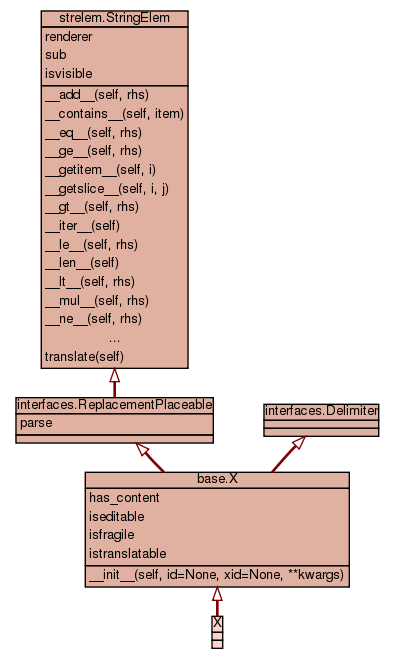 strelem.StringElem
renderer
sub
isvisible
__add__(self, rhs)
__contains__(self, item)
__eq__(self, rhs)
__ge__(self, rhs)
__getitem__(self, i)
__getslice__(self, i, j)
__gt__(self, rhs)
__iter__(self)
__le__(self, rhs)
__len__(self)
__lt__(self, rhs)
__mul__(self, rhs)
__ne__(self, rhs)
...
translate(self)
interfaces.ReplacementPlaceable
parse
interfaces.Delimiter
base.X
has_content
iseditable
isfragile
istranslatable
__init__(self, id=None, xid=None, **kwargs)
X